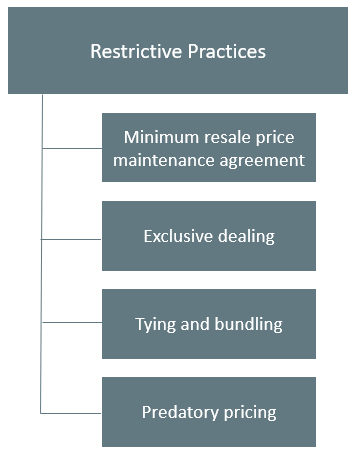 Restrictive Practices
Minimum resale price
maintenance agreement
Exclusive dealing
Tying and bundling
Predatory pricing